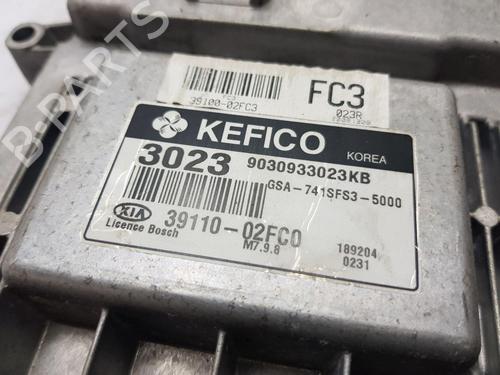 39100-02FC3
FC3
023R
KEFICO
KOREA
3023 9030933023KB
GSA-741SFS3-5000
KIA 39110-02FC0
Licence Bosch M7.9.8
189204
0231
B-PARTS